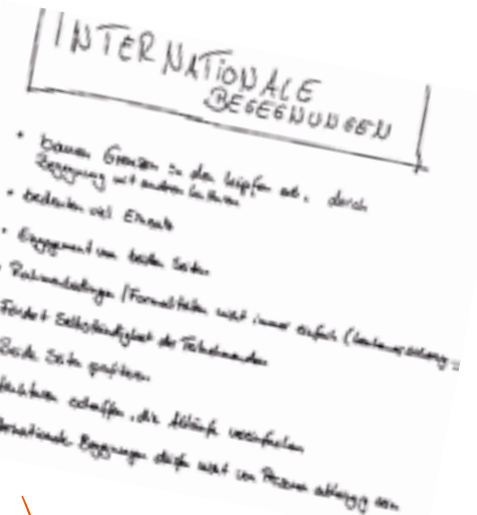 INTERNATIONALE
BEGEGNUNGEN
• bauen Grenzen in den Köpfen ab, durch
Begegnung mit anderen Kulturen
• bedeuten viel Einsatz
• Engagement von beiden Seiten
Rahmenbedingungen / Formalitäten nicht immer einfach (
Fördert Selbständigkeit der Teilnehmenden
Beide Seiten profitieren
schaffen, die Abläufe vereinfachen
Begegnungen dürfen nicht von Personen abhängig sein